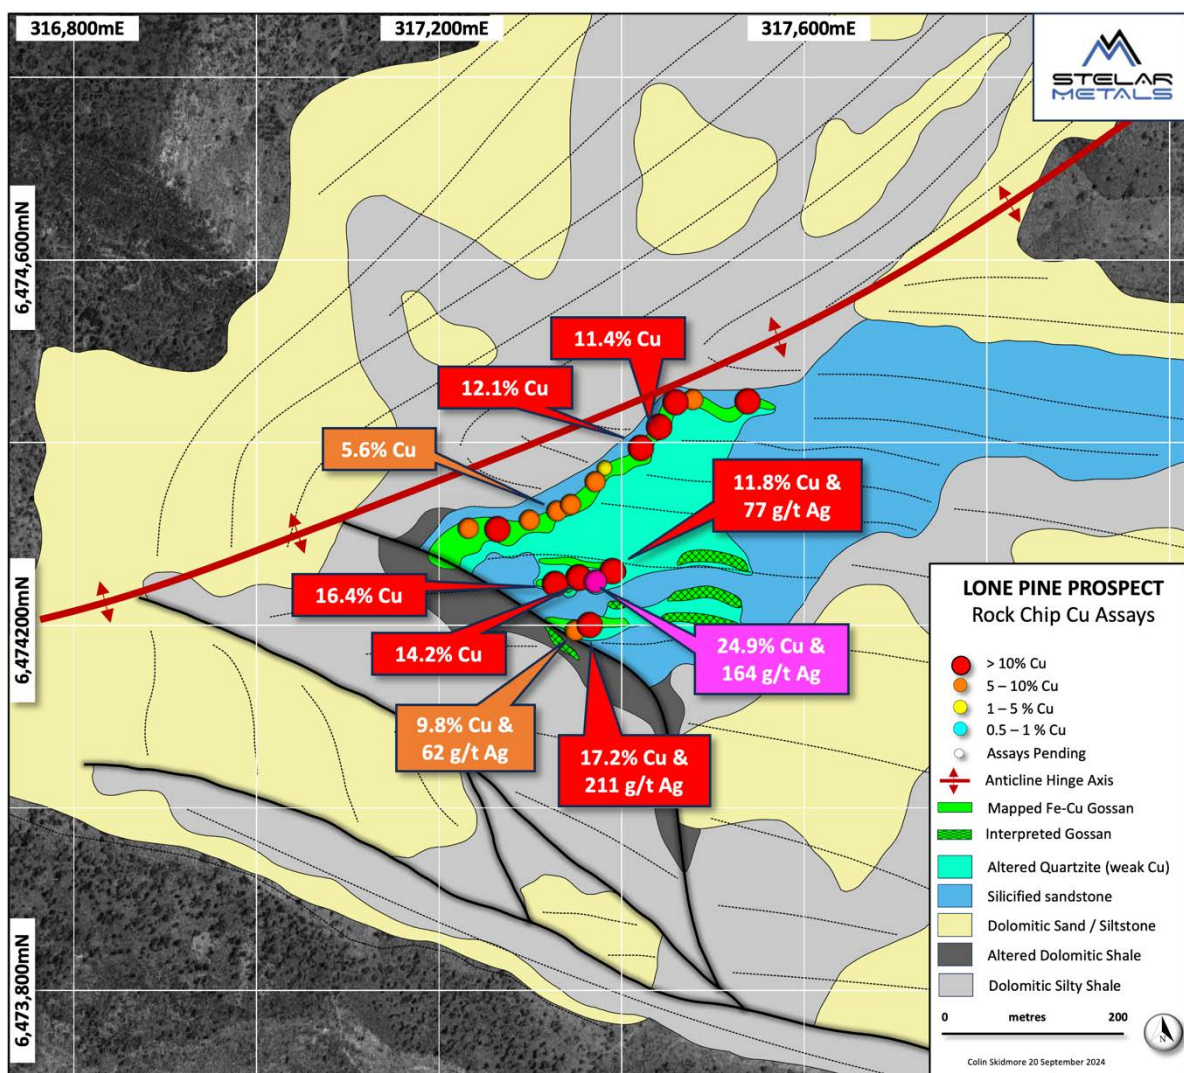 316,800mE
317,200mE
317,600mE
STELAR
METALS
6,474,600mN
6,474200mN
6,473,800mN
11.4% Cu
12.1% Cu
5.6% Cu
11.8% Cu &
77 g/t Ag
16.4% Cu
14.2% Cu
24.9% Cu &
164 g/t Ag
9.8% Cu &
62 g/t Ag
17.2% Cu &
211 g/t Ag
LONE PINE PROSPECT
Rock Chip Cu Assays
> 10% Cu
5 – 10% Cu
1 – 5 % Cu
0.5 – 1 % Cu
Assays Pending
Anticline Hinge Axis
Mapped Fe-Cu Gossan
Interpreted Gossan
Altered Quartzite (weak Cu)
Silicified sandstone
Dolomitic Sand / Siltstone
Altered Dolomitic Shale
Dolomitic Silty Shale
0 metres 200
N
Colin Skidmore 20 September 2024